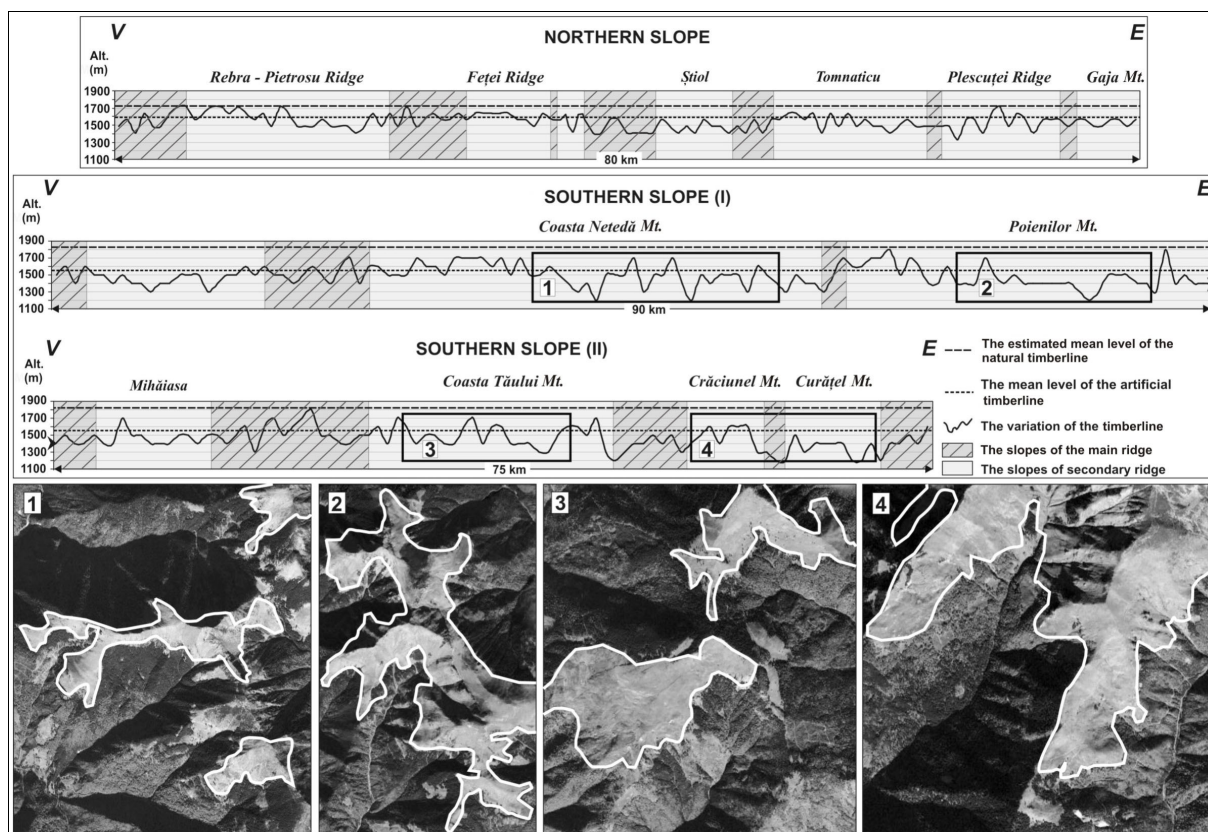 V
E
NORTHERN SLOPE
Alt.
(m)
Rebra - Pietrosu Ridge
Feței Ridge
Știol
Tomnaticu
Plescuței Ridge
Gaja Mt.
1900
1700
1500
1300
1100
80 km
V
E
SOUTHERN SLOPE (I)
Alt.
(m)
Coasta Netedă Mt.
Poienilor Mt.
1900
1700
1500
1300
1100
1
2
90 km
V
E
SOUTHERN SLOPE (II)
Alt.
(m)
Mihăiasa
Coasta Tăului Mt.
Crăciunel Mt.
Curățel Mt.
1900
1700
1500
1300
1100
3
4
75 km
The estimated mean level of the
natural timberline
The mean level of the artificial
timberline
The variation of the timberline
The slopes of the main ridge
The slopes of secondary ridge
1
2
3
4